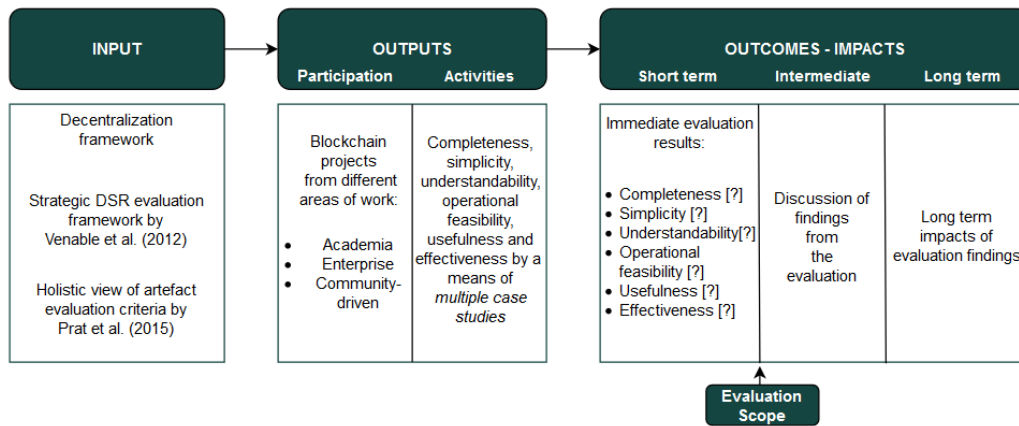 INPUT
Decentralization
framework
Strategic DSR evaluation
framework by
Venable et al. (2012)
Holistic view of artefact
evaluation criteria by
Prat et al. (2015)
OUTPUTS
Participation
Activities
Blockchain
projects
from different
areas of work:
• Academia
• Enterprise
• Community-
driven
Completeness,
simplicity,
understandability,
operational
feasibility,
usefulness and
effectiveness by a
means of
multiple case
studies
OUTCOMES - IMPACTS
Short term
Intermediate
Long term
Immediate evaluation
results:
• Completeness [?]
• Simplicity [?]
• Understandability[?]
• Operational
feasibility [?]
• Usefulness [?]
• Effectiveness [?]
Discussion of
findings
from
the
evaluation
Long term
impacts of
evaluation findings
Evaluation
Scope